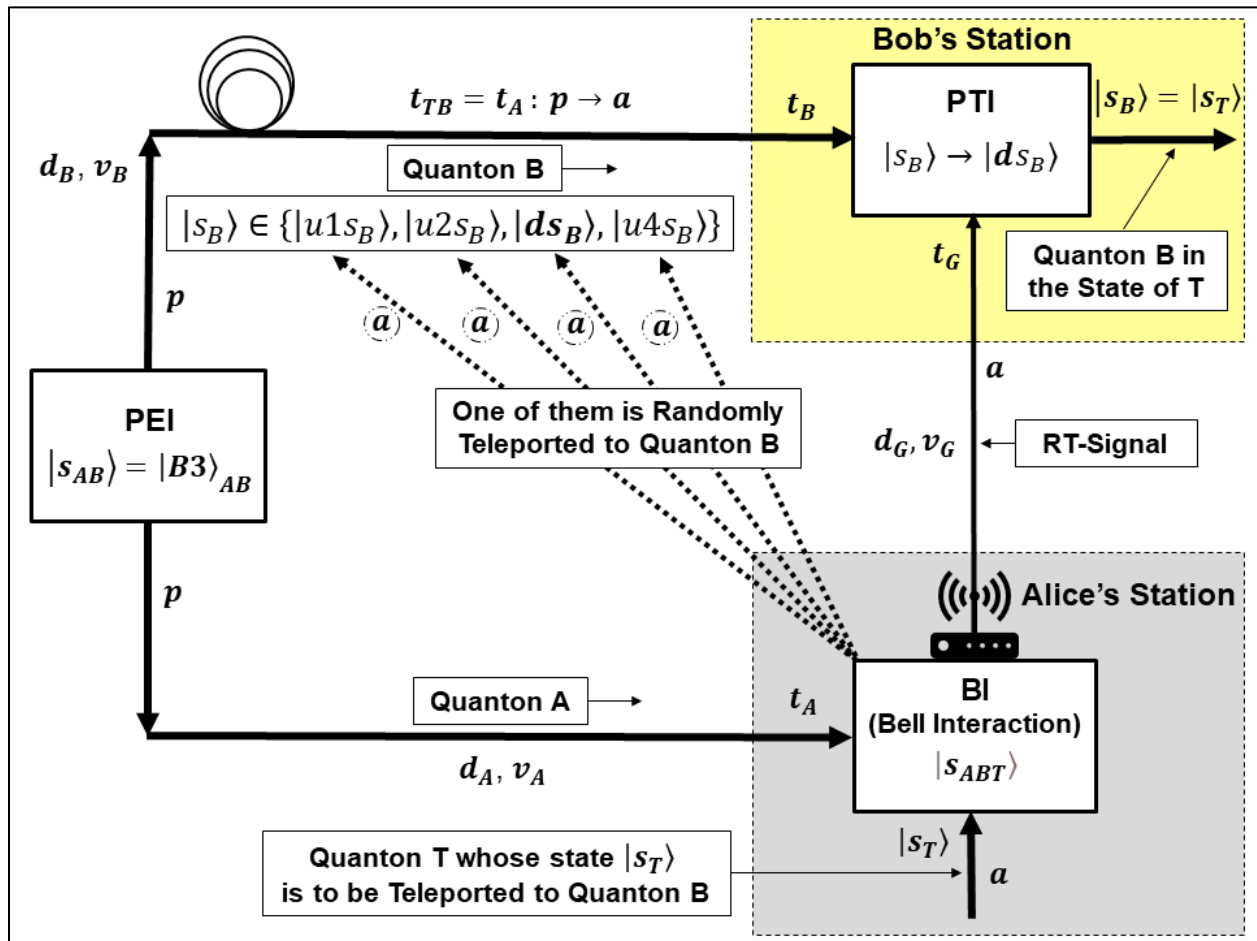 Bob's Station
t_TB = t_A : p → a
t_B
PTI
|s_B⟩ → |ds_B⟩
|s_B⟩ = |s_T⟩
d_B, v_B
Quanton B
|s_B⟩ ∈ {|u1s_B⟩, |u2s_B⟩, |ds_B⟩, |u4s_B⟩}
t_G
Quanton B in
the State of T
p
a a a a
a
PEI
|s_AB⟩ = |B3⟩_AB
One of them is Randomly
Teleported to Quanton B
d_G, v_G
RT-Signal
p
Alice's Station
Quanton A
t_A
BI
(Bell Interaction)
|s_ABT⟩
d_A, v_A
Quanton T whose state |s_T⟩
is to be Teleported to Quanton B
|s_T⟩
a